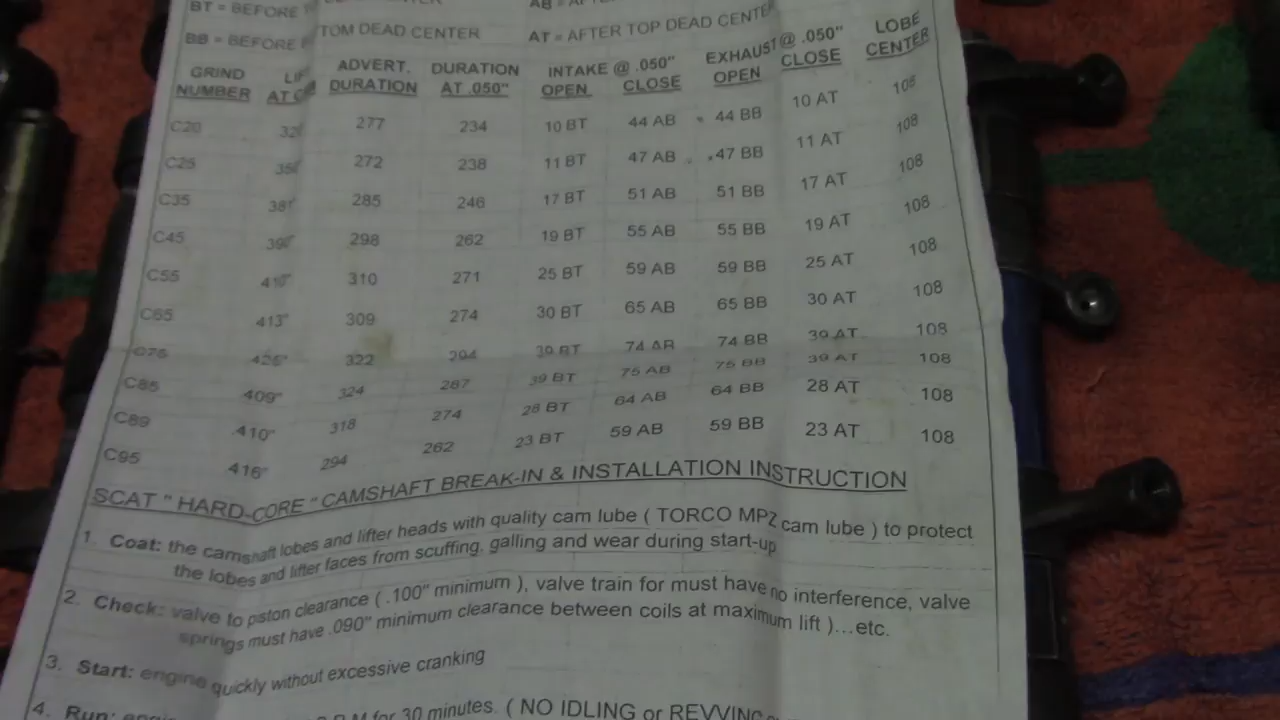 BT = BEFORE
BB = BEFORE TOM DEAD CENTER AT = AFTER TOP DEAD CENTER
GRIND ADVERT. DURATION INTAKE @ .050" EXHAUST @ .050" LOBE
NUMBER AT DURATION AT .050" OPEN CLOSE OPEN CLOSE CENTER
C20 277 234 10 BT 44 AB 44 BB 10 AT 108
C25 272 238 11 BT 47 AB 47 BB 11 AT 108
C35 285 246 17 BT 51 AB 51 BB 17 AT 108
C45 298 262 19 BT 55 AB 55 BB 19 AT 108
C55 310 271 25 BT 59 AB 59 BB 25 AT 108
C65 413" 309 274 30 BT 65 AB 65 BB 30 AT 108
C75 425" 322 294 39 BT 74 AB 74 BB 39 AT 108
C85 409" 324 287 39 BT 75 AB 75 BB 39 AT 108
C89 .410" 318 274 28 BT 64 AB 64 BB 28 AT 108
C95 416" 294 262 23 BT 59 AB 59 BB 23 AT 108
SCAT " HARD-CORE " CAMSHAFT BREAK-IN & INSTALLATION INSTRUCTION
1. Coat: the camshaft lobes and lifter heads with quality cam lube ( TORCO MPZ cam lube ) to protect
the lobes and lifter faces from scuffing, galling and wear during start-up
2. Check: valve to piston clearance ( .100" minimum ), valve train for must have no interference, valve
springs must have .090" minimum clearance between coils at maximum lift )...etc.
3. Start: engine quickly without excessive cranking
4. Run: for 30 minutes. ( NO IDLING or REVVING